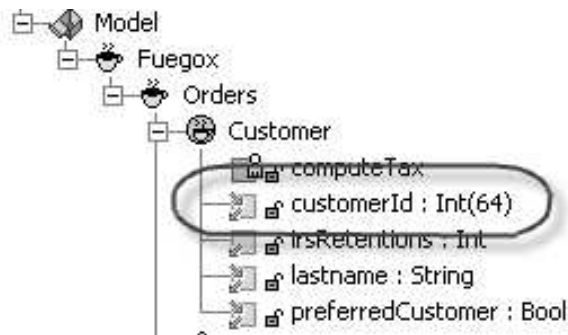 Model
Fuegox
Orders
Customer
computeTax
customerId : Int(64)
irsRetentions : Int
lastname : String
preferredCustomer : Bool